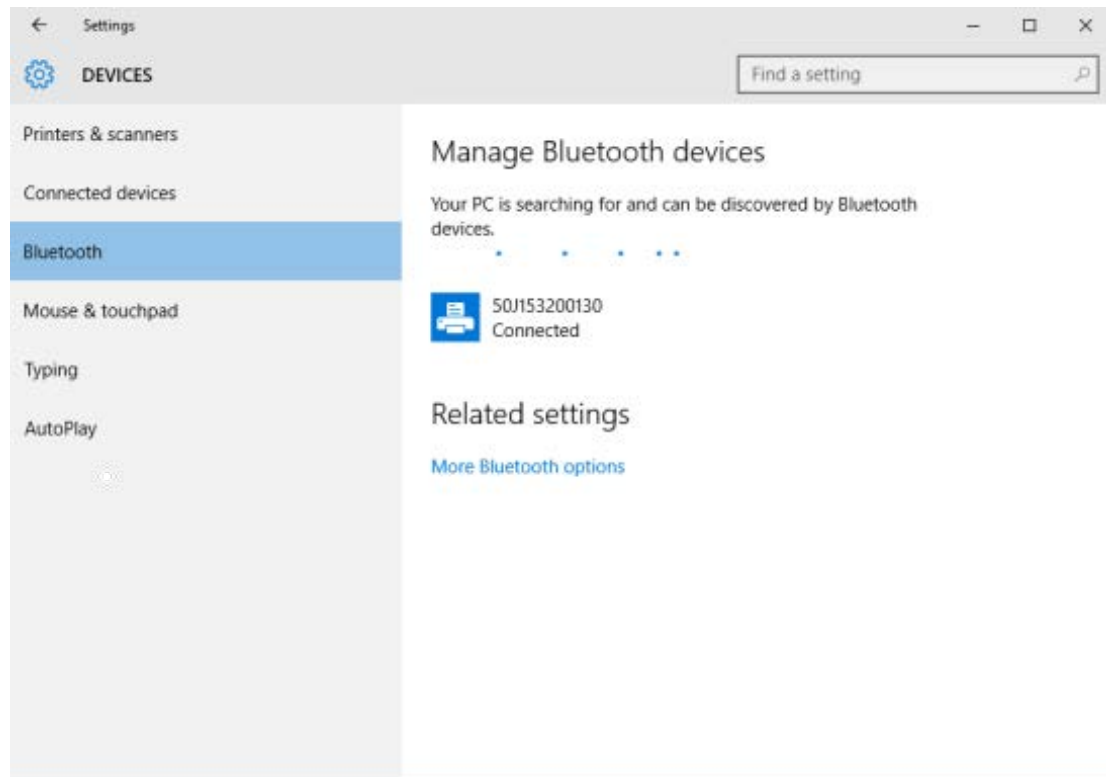 Settings
DEVICES
Find a setting
Printers & scanners
Connected devices
Bluetooth
Mouse & touchpad
Typing
AutoPlay
Manage Bluetooth devices
Your PC is searching for and can be discovered by Bluetooth
devices.
50J153200130
Connected
Related settings
More Bluetooth options